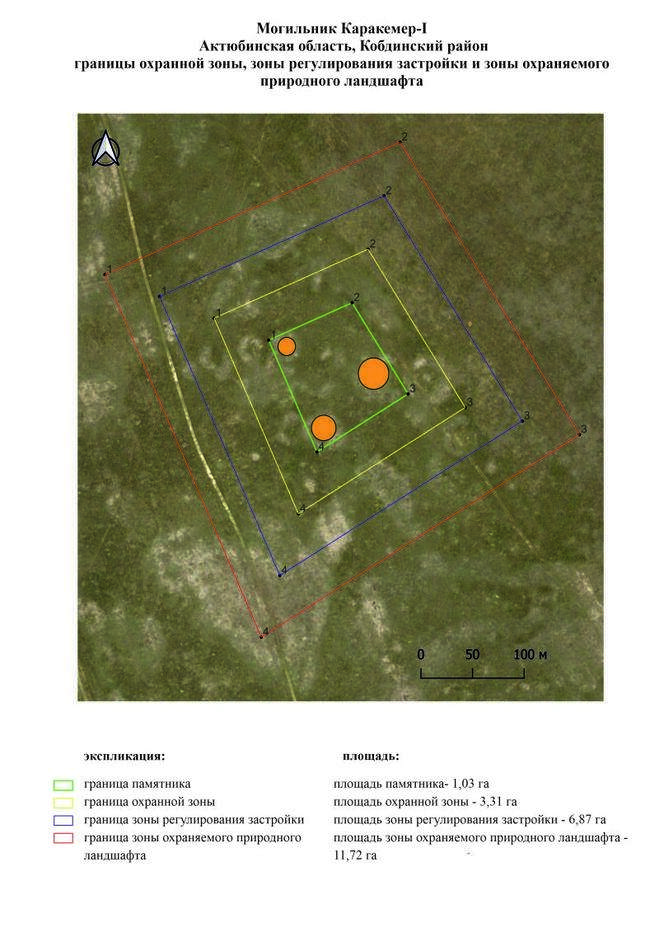 Могильник Каракемер-I
Актюбинская область, Кобдинский район
границы охранной зоны, зоны регулирования застройки и зоны охраняемого
природного ландшафта
2
2
1
2
1
1
2
1
3
3
3
3
4
4
4
4
0 50 100 м
экспликация: площадь:
граница памятника площадь памятника- 1,03 га
граница охранной зоны площадь охранной зоны - 3,31 га
граница зоны регулирования застройки площадь зоны регулирования застройки - 6,87 га
граница зоны охраняемого природного площадь зоны охраняемого природного ландшафта -
ландшафта 11,72 га